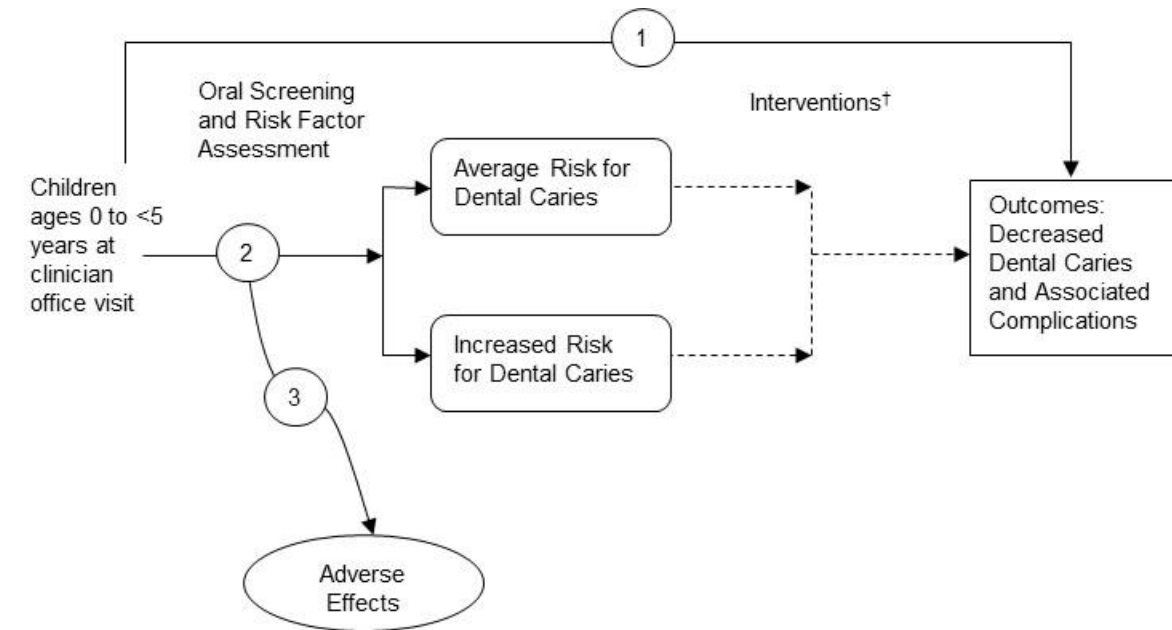 1
Oral Screening
and Risk Factor
Assessment
Interventions†
Children
ages 0 to <5
years at
clinician
office visit
2
Average Risk for
Dental Caries
Increased Risk
for Dental Caries
Outcomes:
Decreased
Dental Caries
and Associated
Complications
3
Adverse
Effects